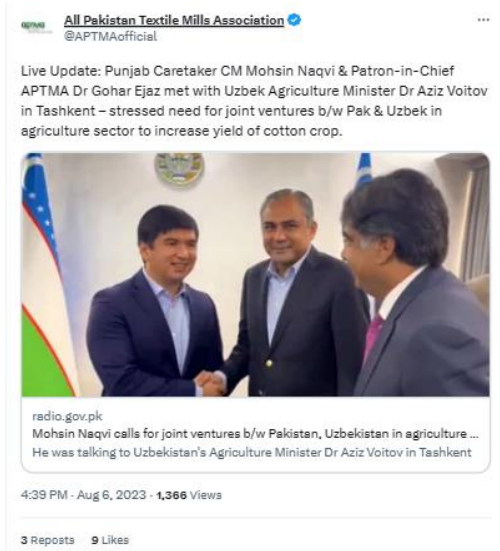 All Pakistan Textile Mills Association
@APTMAofficial
Live Update: Punjab Caretaker CM Mohsin Naqvi & Patron-in-Chief
APTMA Dr Gohar Ejaz met with Uzbek Agriculture Minister Dr Aziz Voitov
in Tashkent – stressed need for joint ventures b/w Pak & Uzbek in
agriculture sector to increase yield of cotton crop.
radio.gov.pk
Mohsin Naqvi calls for joint ventures b/w Pakistan, Uzbekistan in agriculture ...
He was talking to Uzbekistan's Agriculture Minister Dr Aziz Voitov in Tashkent
4:39 PM · Aug 6, 2023 · 1,366 Views
3 Reposts 9 Likes